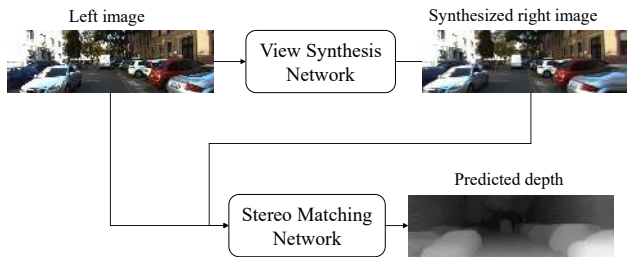 Left image
Synthesized right image
View Synthesis
Network
Predicted depth
Stereo Matching
Network